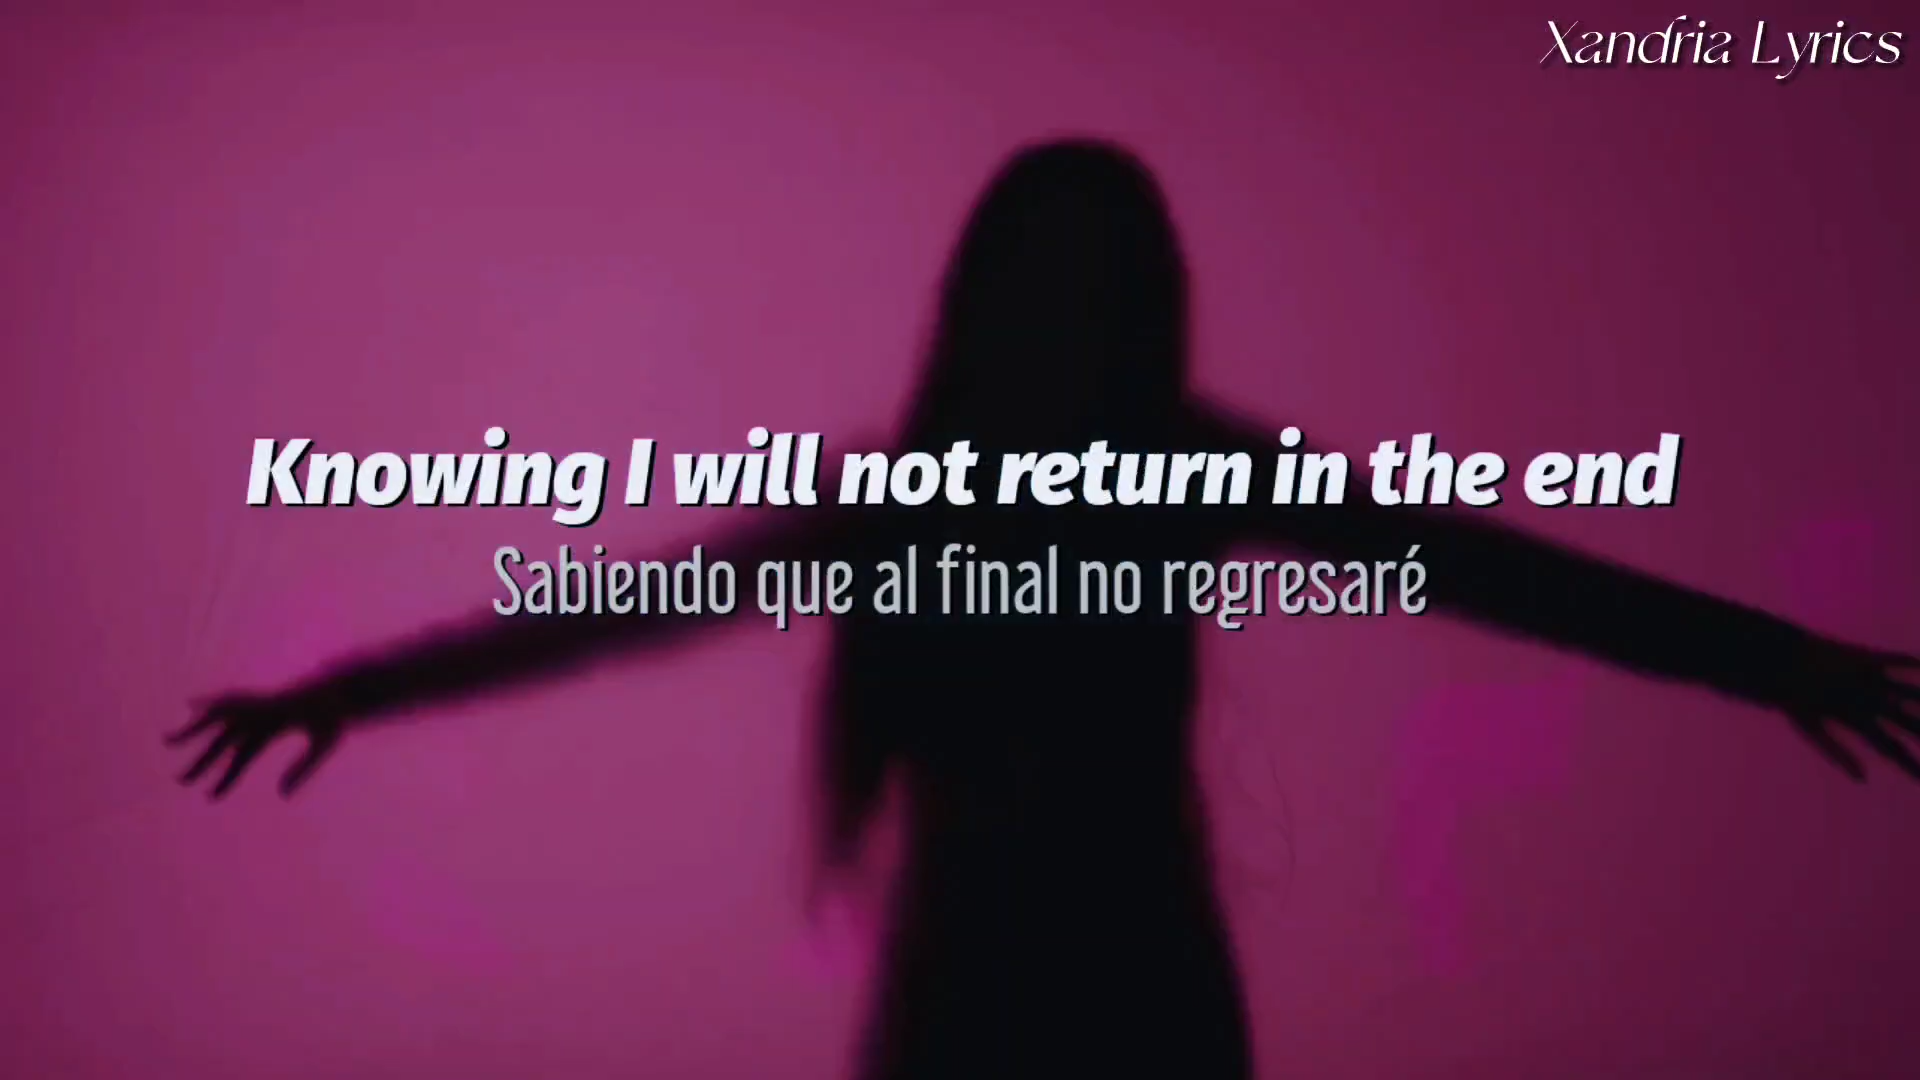 Xandria Lyrics
Knowing I will not return in the end
Sabiendo que al final no regresaré